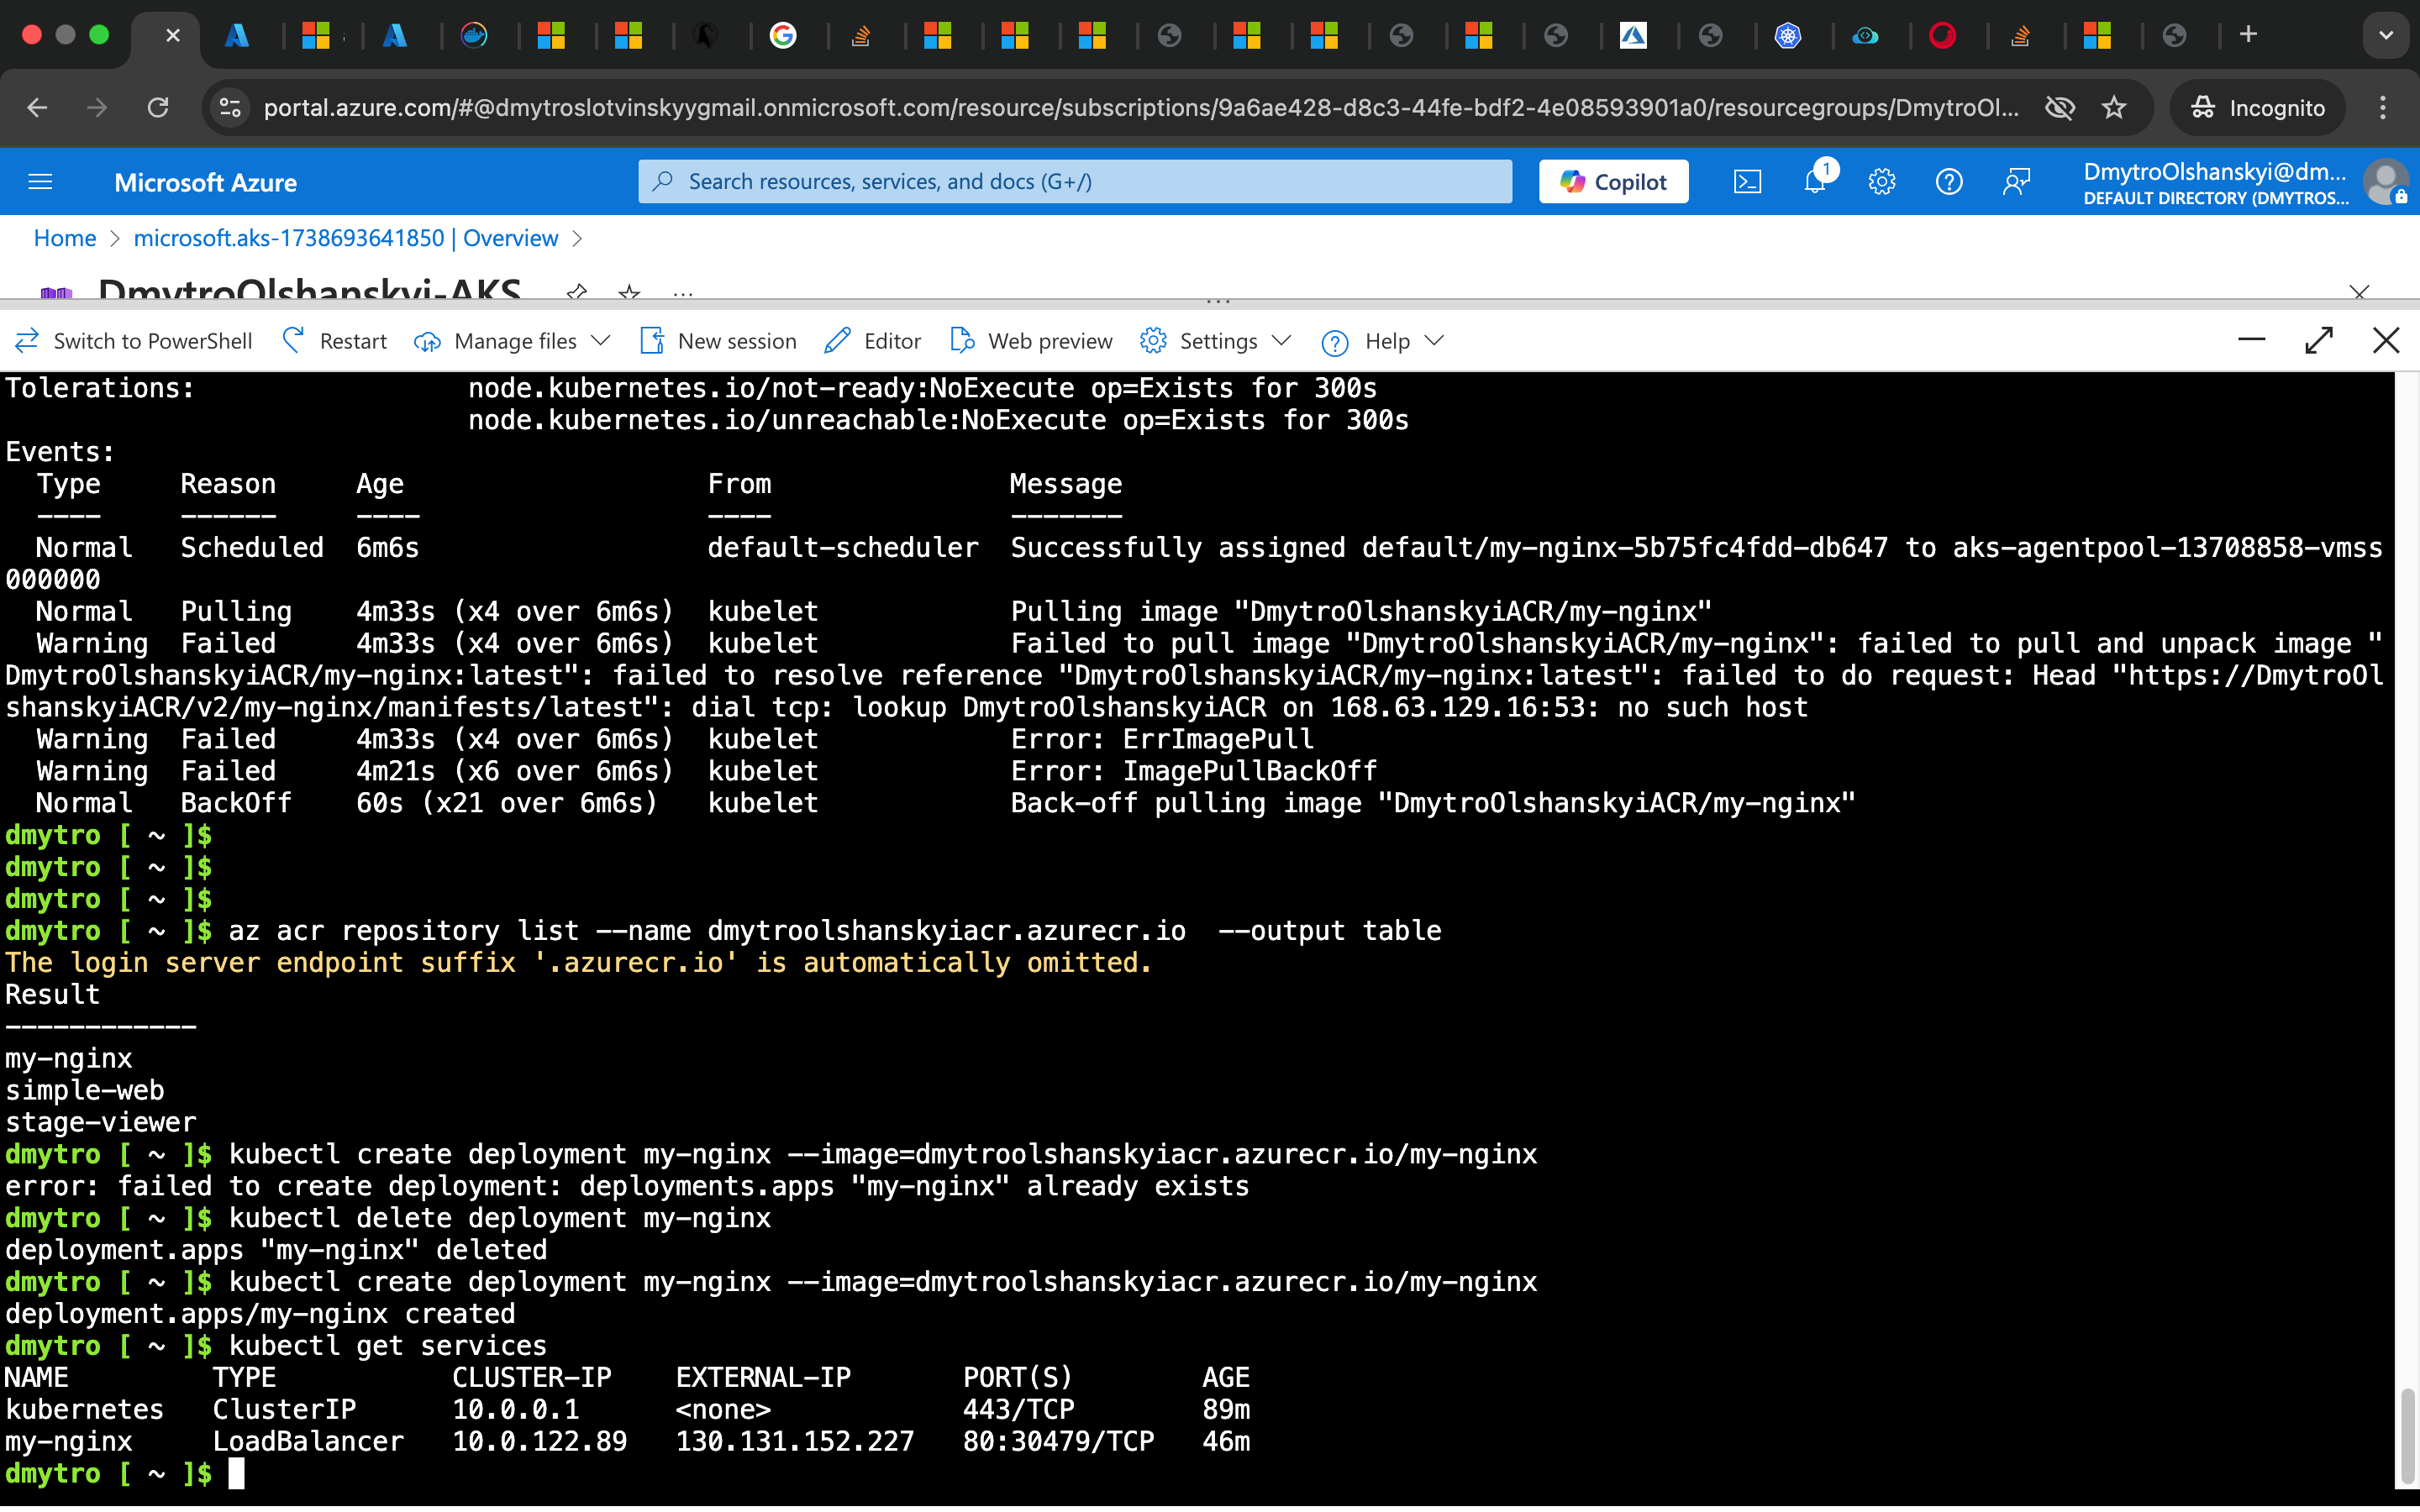 portal.azure.com/#@dmytroslotvinskyygmail.onmicrosoft.com/resource/subscriptions/9a6ae428-d8c3-44fe-bdf2-4e08593901a0/resourcegroups/DmytroOl...
Incognito
Microsoft Azure
Search resources, services, and docs (G+/)
Copilot
1
DmytroOlshanskyi@dm...
DEFAULT DIRECTORY (DMYTROS...
Home > microsoft.aks-1738693641850 | Overview >
DmytroOlshanskyi-AKS
Switch to PowerShell Restart Manage files New session Editor Web preview Settings Help
Tolerations: node.kubernetes.io/not-ready:NoExecute op=Exists for 300s
node.kubernetes.io/unreachable:NoExecute op=Exists for 300s
Events:
Type Reason Age From Message
---- ------ ---- ---- -------
Normal Scheduled 6m6s default-scheduler Successfully assigned default/my-nginx-5b75fc4fdd-db647 to aks-agentpool-13708858-vmss
000000
Normal Pulling 4m33s (x4 over 6m6s) kubelet Pulling image "DmytroOlshanskyiACR/my-nginx"
Warning Failed 4m33s (x4 over 6m6s) kubelet Failed to pull image "DmytroOlshanskyiACR/my-nginx": failed to pull and unpack image "
DmytroOlshanskyiACR/my-nginx:latest": failed to resolve reference "DmytroOlshanskyiACR/my-nginx:latest": failed to do request: Head "https://DmytroOl
shanskyiACR/v2/my-nginx/manifests/latest": dial tcp: lookup DmytroOlshanskyiACR on 168.63.129.16:53: no such host
Warning Failed 4m33s (x4 over 6m6s) kubelet Error: ErrImagePull
Warning Failed 4m21s (x6 over 6m6s) kubelet Error: ImagePullBackOff
Normal BackOff 60s (x21 over 6m6s) kubelet Back-off pulling image "DmytroOlshanskyiACR/my-nginx"
dmytro [ ~ ]$
dmytro [ ~ ]$
dmytro [ ~ ]$
dmytro [ ~ ]$ az acr repository list --name dmytroolshanskyiacr.azurecr.io --output table
The login server endpoint suffix '.azurecr.io' is automatically omitted.
Result
------------
my-nginx
simple-web
stage-viewer
dmytro [ ~ ]$ kubectl create deployment my-nginx --image=dmytroolshanskyiacr.azurecr.io/my-nginx
error: failed to create deployment: deployments.apps "my-nginx" already exists
dmytro [ ~ ]$ kubectl delete deployment my-nginx
deployment.apps "my-nginx" deleted
dmytro [ ~ ]$ kubectl create deployment my-nginx --image=dmytroolshanskyiacr.azurecr.io/my-nginx
deployment.apps/my-nginx created
dmytro [ ~ ]$ kubectl get services
NAME TYPE CLUSTER-IP EXTERNAL-IP PORT(S) AGE
kubernetes ClusterIP 10.0.0.1 <none> 443/TCP 89m
my-nginx LoadBalancer 10.0.122.89 130.131.152.227 80:30479/TCP 46m
dmytro [ ~ ]$